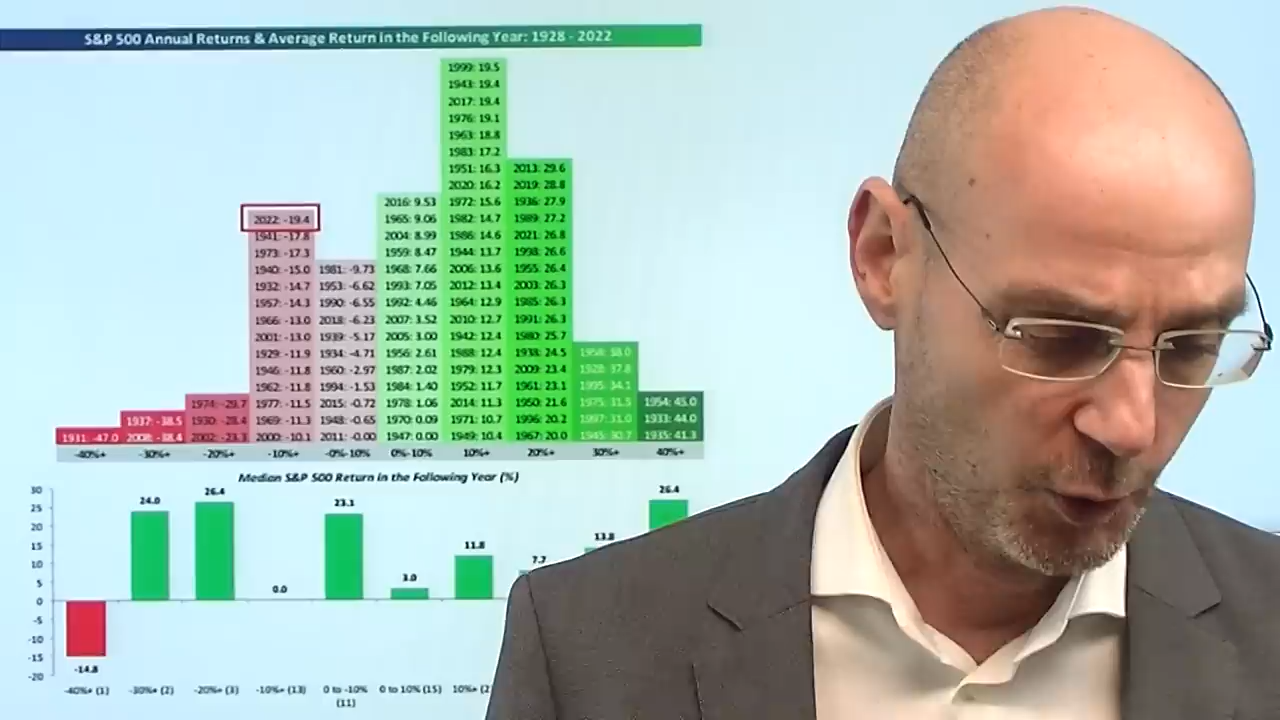 S&P 500 Annual Returns & Average Return in the Following Year: 1928 - 2022
1999: 19.5
1943: 19.4
2017: 19.4
1976: 19.1
1963: 18.8
1983: 17.2
1951: 16.3 2013: 29.6
2020: 16.2 2019: 28.8
2016: 9.53 1972: 15.6 1936: 27.9
2022: -19.4 1965: 9.06 1982: 14.7 1989: 27.2
1941: -17.8 2004: 8.99 1986: 14.6 2021: 26.8
1973: -17.3 1959: 8.47 1944: 11.7 1998: 26.6
1940: -15.0 1981: -9.73 1968: 7.66 2006: 13.6 1955: 26.4
1932: -14.7 1953: -6.62 1993: 7.05 2012: 13.4 2003: 26.3
1957: -14.3 1990: -6.55 1992: 4.46 1964: 12.9 1985: 26.3
1966: -13.0 2018: -6.23 2007: 3.52 2010: 12.7 1991: 26.3
2001: -13.0 1939: -5.17 2005: 3.00 1942: 12.4 1980: 25.7
1929: -11.9 1934: -4.71 1956: 2.61 1988: 12.4 1938: 24.5 1958: 38.0
1946: -11.8 1960: -2.97 1987: 2.02 1979: 12.3 2009: 23.4 1928: 37.8
1962: -11.8 1994: -1.53 1984: 1.40 1952: 11.7 1961: 23.1 1995: 34.1
1974: -29.7 1977: -11.5 2015: -0.72 1978: 1.06 2014: 11.3 1950: 21.6 1975: 31.5 1954: 45.0
1937: -38.5 1930: -28.4 1969: -11.3 1948: -0.65 1970: 0.09 1971: 10.7 1996: 20.2 1997: 31.0 1933: 44.0
1931: -47.0 2008: -38.4 2002: -23.3 2000: -10.1 2011: -0.00 1947: 0.00 1949: 10.4 1967: 20.0 1945: 30.7 1935: 41.3
-40%+ -30%+ -20%+ -10%+ -0%-10% 0%-10% 10%+ 20%+ 30%+ 40%+
Median S&P 500 Return in the Following Year (%)
30
25
20
15
10
5
0
-5
-10
-15
-20
-14.8 24.0 26.4 0.0 23.1 3.0 11.8 7.7 13.8 26.4
-40%+ (1) -30%+ (2) -20%+ (3) -10%+ (13) 0 to -10% (11) 0 to 10% (15) 10%+ (2